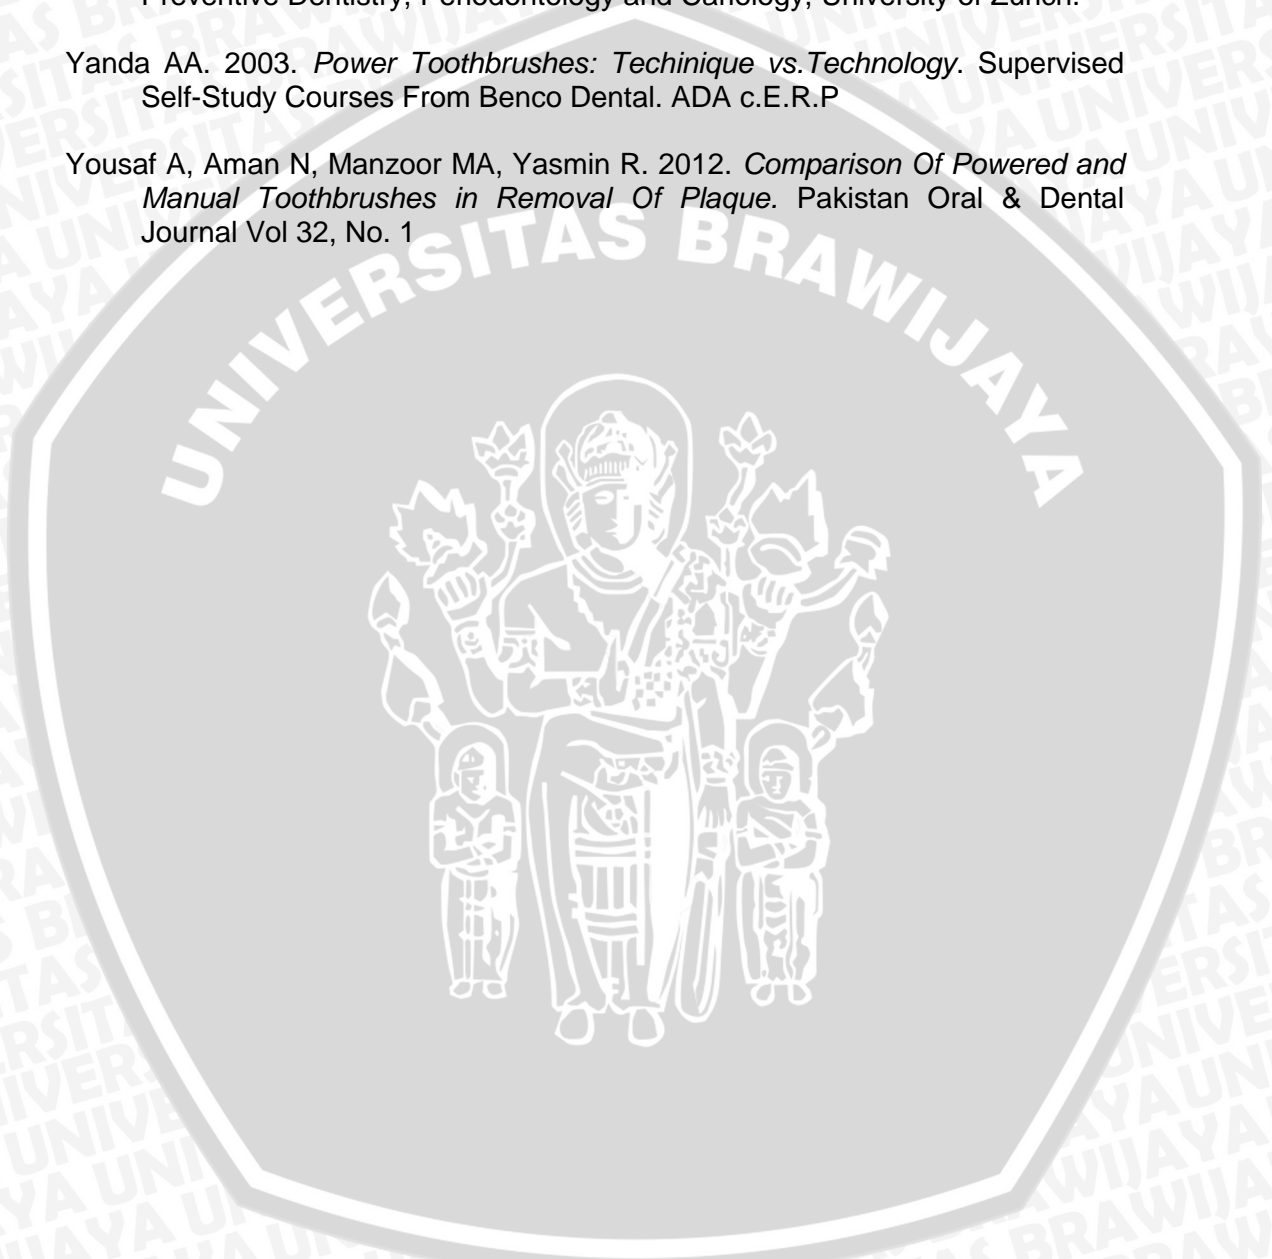 Preventive Dentistry, Periodontology and Cariology, University of Zurich.
Yanda AA. 2003. Power Toothbrushes: Techinique vs.Technology. Supervised
Self-Study Courses From Benco Dental. ADA c.E.R.P
Yousaf A, Aman N, Manzoor MA, Yasmin R. 2012. Comparison Of Powered and
Manual Toothbrushes in Removal Of Plaque. Pakistan Oral & Dental
Journal Vol 32, No. 1
UNIVERSITAS BRAWIJAYA